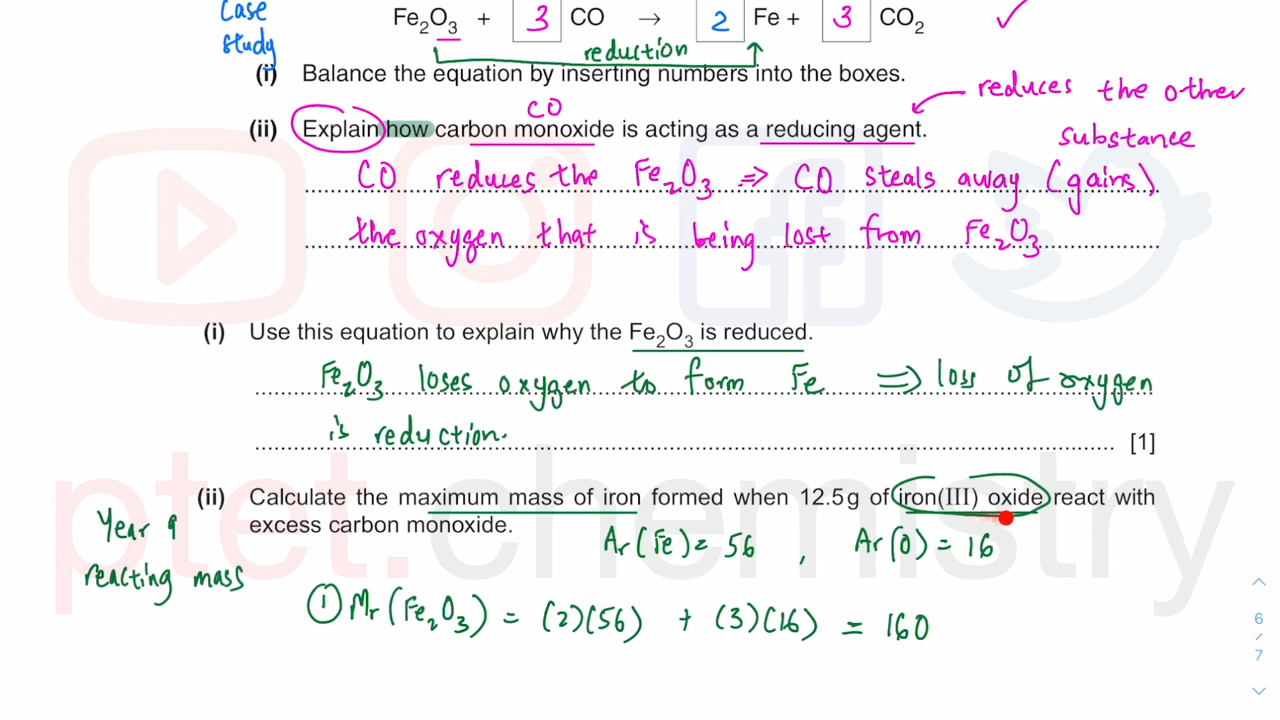 Case
study
Fe₂O₃ + 3 CO → 2 Fe + 3 CO₂
reduction
(i) Balance the equation by inserting numbers into the boxes.
reduces the other
substance
CO
(ii) Explain how carbon monoxide is acting as a reducing agent.
CO reduces the Fe₂O₃ ⇒ CO steals away (gains)
the oxygen that is being lost from Fe₂O₃
(i) Use this equation to explain why the Fe₂O₃ is reduced.
Fe₂O₃ loses oxygen to form Fe ⇒ loss of oxygen
is reduction. [1]
ptet.chemistry
(ii) Calculate the maximum mass of iron formed when 12.5 g of iron(III) oxide react with
excess carbon monoxide.
Year 9
reacting mass
Ar(Fe) = 56 , Ar(O) = 16
① Mr(Fe₂O₃) = (2)(56) + (3)(16) = 160
6
/
7